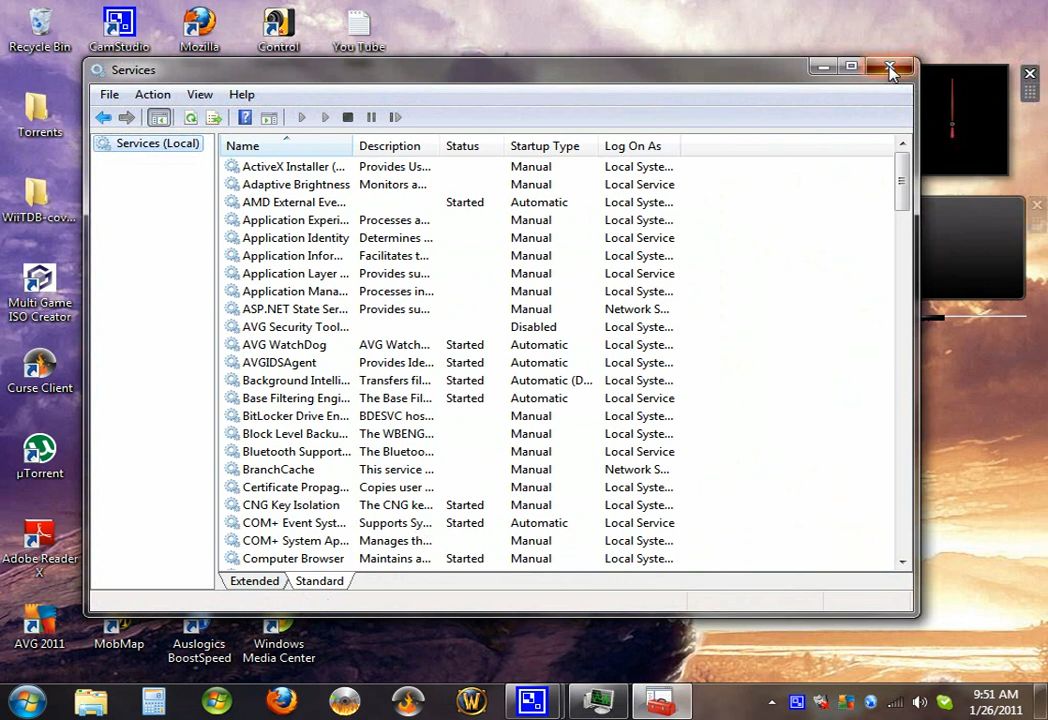 Recycle Bin
CamStudio
Mozilla
Control
You Tube
Torrents
WiiTDB-cov...
Multi Game
ISO Creator
Curse Client
µTorrent
Adobe Reader
X
AVG 2011
MobMap
Auslogics
BoostSpeed
Windows
Media Center
Services
File Action View Help
Services (Local)
Name Description Status Startup Type Log On As
ActiveX Installer (... Provides Us... Manual Local Syste...
Adaptive Brightness Monitors a... Manual Local Service
AMD External Eve... Started Automatic Local Syste...
Application Experi... Processes a... Manual Local Syste...
Application Identity Determines ... Manual Local Service
Application Infor... Facilitates t... Manual Local Syste...
Application Layer ... Provides su... Manual Local Service
Application Mana... Processes in... Manual Local Syste...
ASP.NET State Ser... Provides su... Manual Network S...
AVG Security Tool... Disabled Local Syste...
AVG WatchDog AVG Watch... Started Automatic Local Syste...
AVGIDSAgent Provides Ide... Started Automatic Local Syste...
Background Intelli... Transfers fil... Started Automatic (D... Local Syste...
Base Filtering Engi... The Base Fil... Started Automatic Local Service
BitLocker Drive En... BDESVC hos... Manual Local Syste...
Block Level Backu... The WBENG... Manual Local Syste...
Bluetooth Support... The Bluetoo... Manual Local Service
BranchCache This service ... Manual Network S...
Certificate Propag... Copies user ... Manual Local Syste...
CNG Key Isolation The CNG ke... Started Manual Local Syste...
COM+ Event Syst... Supports Sy... Started Automatic Local Service
COM+ System Ap... Manages th... Manual Local Syste...
Computer Browser Maintains a... Started Manual Local Syste...
Extended Standard
9:51 AM
1/26/2011